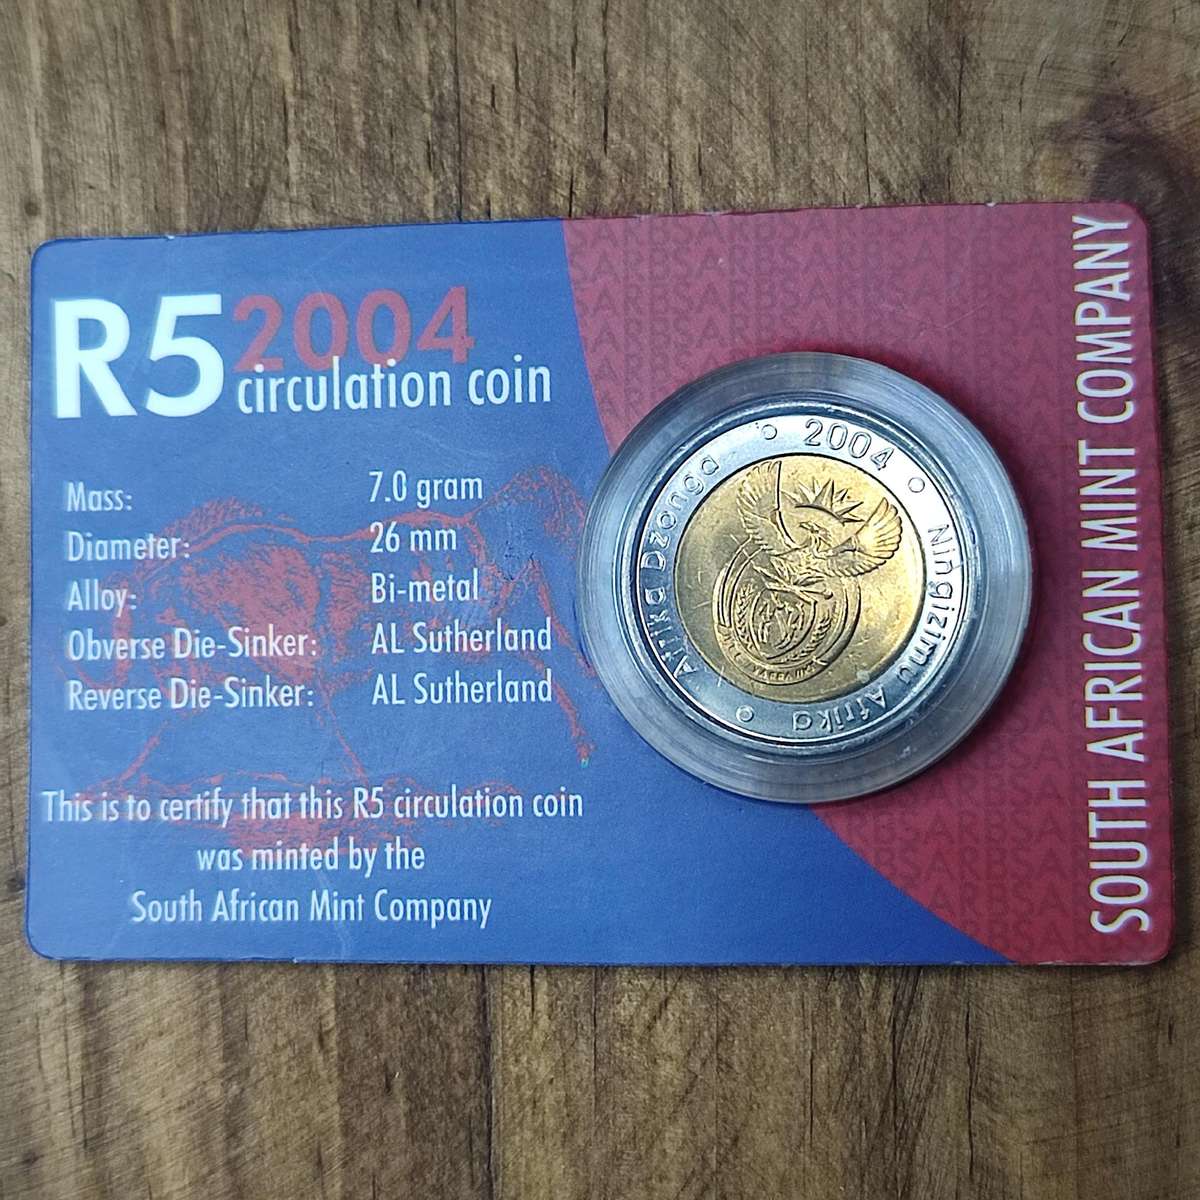 R5 2004
circulation coin
Mass: 7.0 gram
Diameter: 26 mm
Alloy: Bi-metal
Obverse Die-Sinker: AL Sutherland
Reverse Die-Sinker: AL Sutherland
This is to certify that this R5 circulation coin
was minted by the
South African Mint Company
2004
Ningizimu Afrika
Afrika
Afrika Dzonga
SOUTH AFRICAN MINT COMPANY